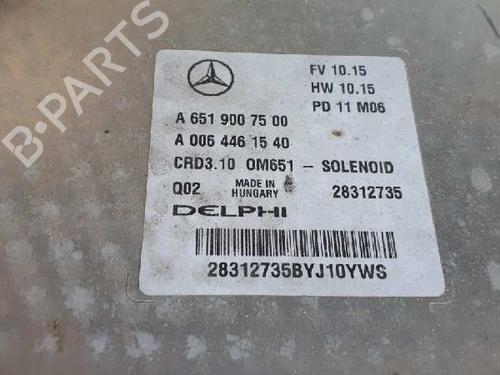 FV 10.15
HW 10.15
PD 11 M06
A 651 900 75 00
A 006 446 15 40
CRD3.10 OM651 - SOLENOID
Q02 MADE IN HUNGARY 28312735
DELPHI
28312735BYJ10YWS
B-PARTS